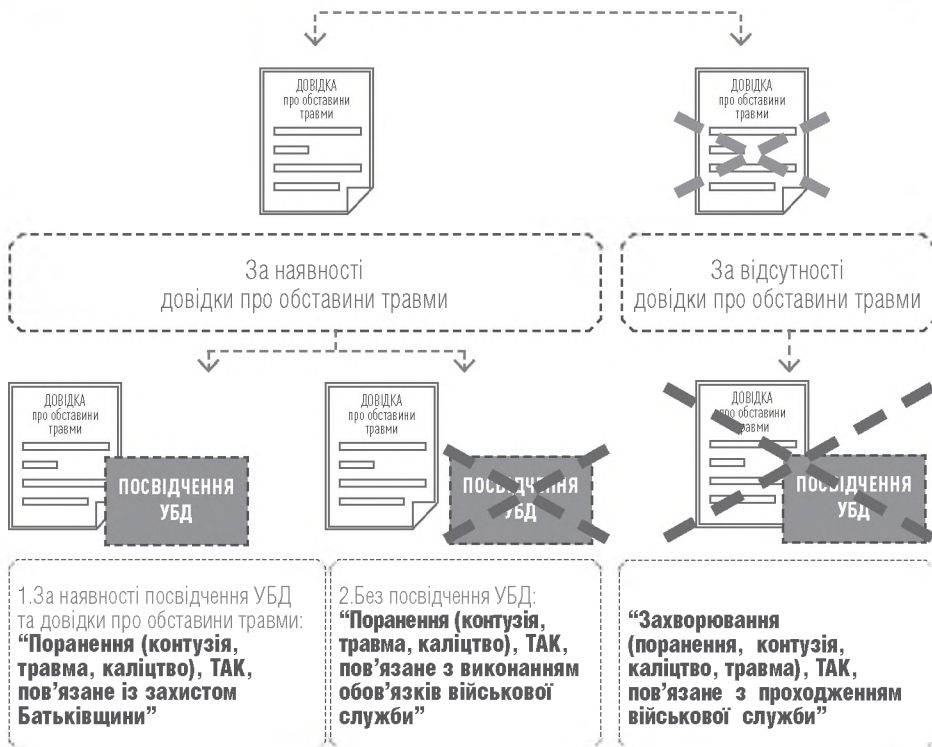 ДОВІДКА
про обставини
травми
ДОВІДКА
про обставини
травми
За наявності
довідки про обставини травми
За відсутності
довідки про обставини травми
ДОВІДКА
про обставини
травми
ПОСВІДЧЕННЯ
УБД
ДОВІДКА
про обставини
травми
ПОСВІДЧЕННЯ
УБД
ДОВІДКА
про обставини
травми
ПОСВІДЧЕННЯ
УБД
1.За наявності посвідчення УБД
та довідки про обставини травми:
“Поранення (контузія,
травма, каліцтво), ТАК,
пов’язане із захистом
Батьківщини”
2.Без посвідчення УБД:
“Поранення (контузія,
травма, каліцтво), ТАК,
пов’язане з виконанням
обов’язків військової
служби”
“Захворювання
(поранення, контузія,
каліцтво, травма), ТАК,
пов’язане з проходженням
військової служби”